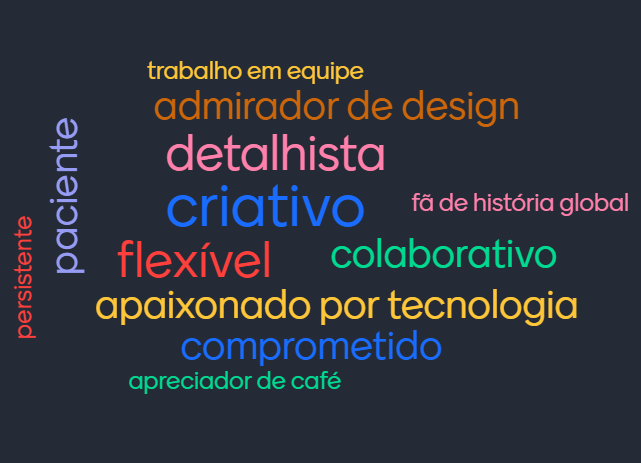 trabalho em equipe
admirador de design
detalhista
criativo
fã de história global
flexível
colaborativo
apaixonado por tecnologia
comprometido
apreciador de café
paciente
persistente